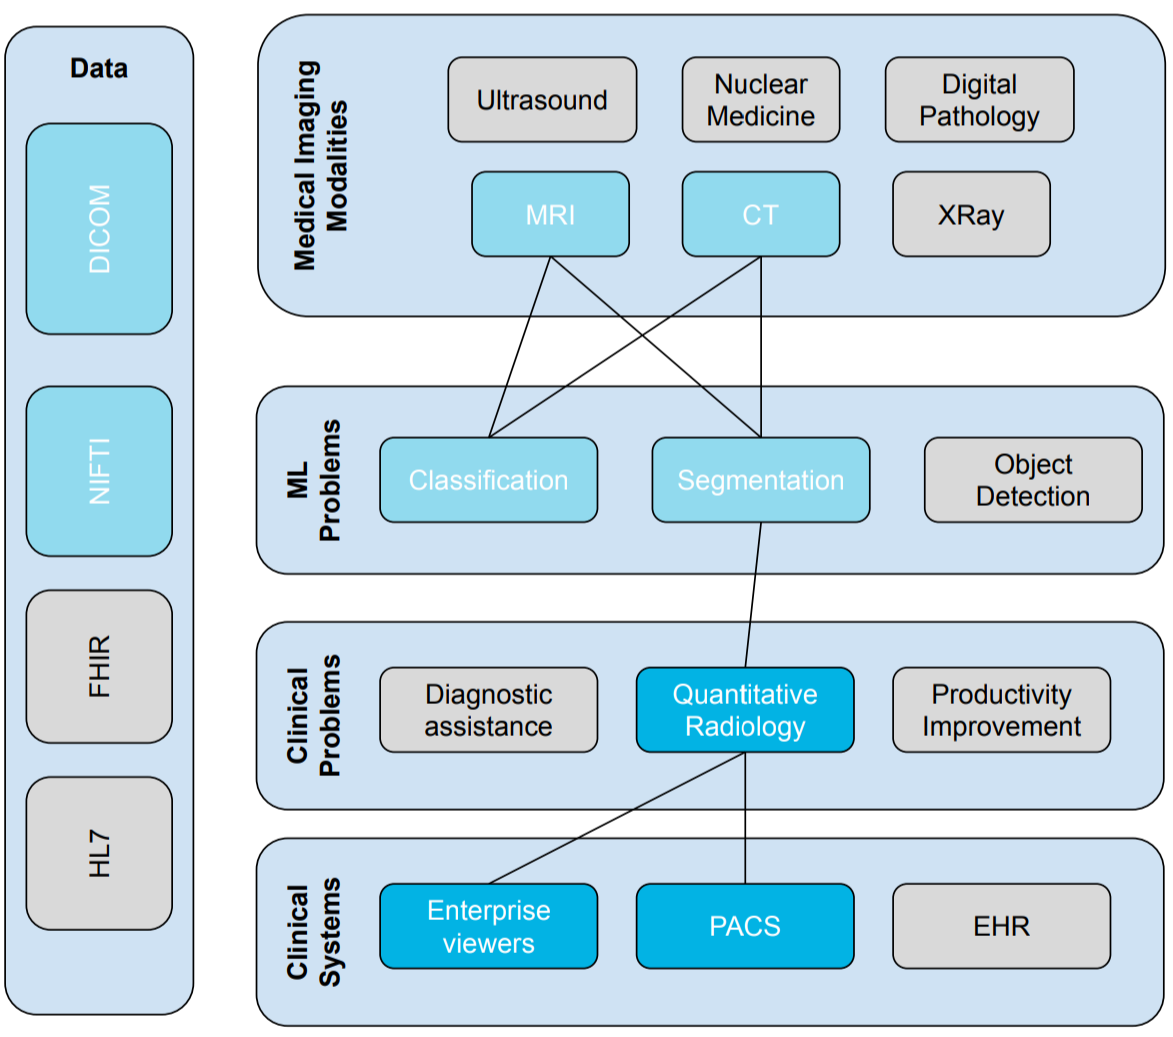 Data
DICOM
NIFTI
FHIR
HL7
Medical Imaging
Modalities
Ultrasound
Nuclear
Medicine
Digital
Pathology
MRI
CT
XRay
ML
Problems
Classification
Segmentation
Object
Detection
Clinical
Problems
Diagnostic
assistance
Quantitative
Radiology
Productivity
Improvement
Clinical
Systems
Enterprise
viewers
PACS
EHR